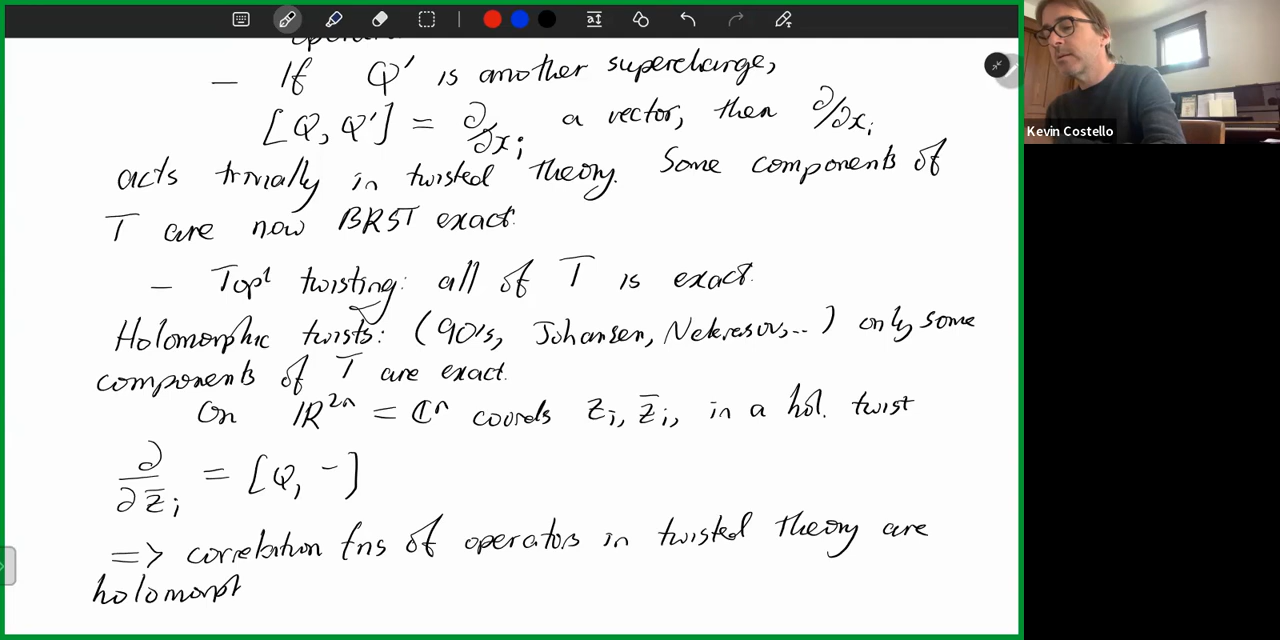 - If Q' is another supercharge,
[Q, Q'] = ∂/∂x_i a vector, then ∂/∂x_i
acts trivially in twisted theory. Some components of
T are now BRST exact.
- Topl twisting: all of T is exact.
Holomorphic twists: (90's, Johansen, Nekrasov, ...) only some
components of T are exact.
On ℝ^{2n} = ℂ^n coords z_i, z̄_i, in a hol. twist
∂/∂z̄_i = [Q, -]
=> correlation fns of operators in twisted theory are
holomorph
Kevin Costello